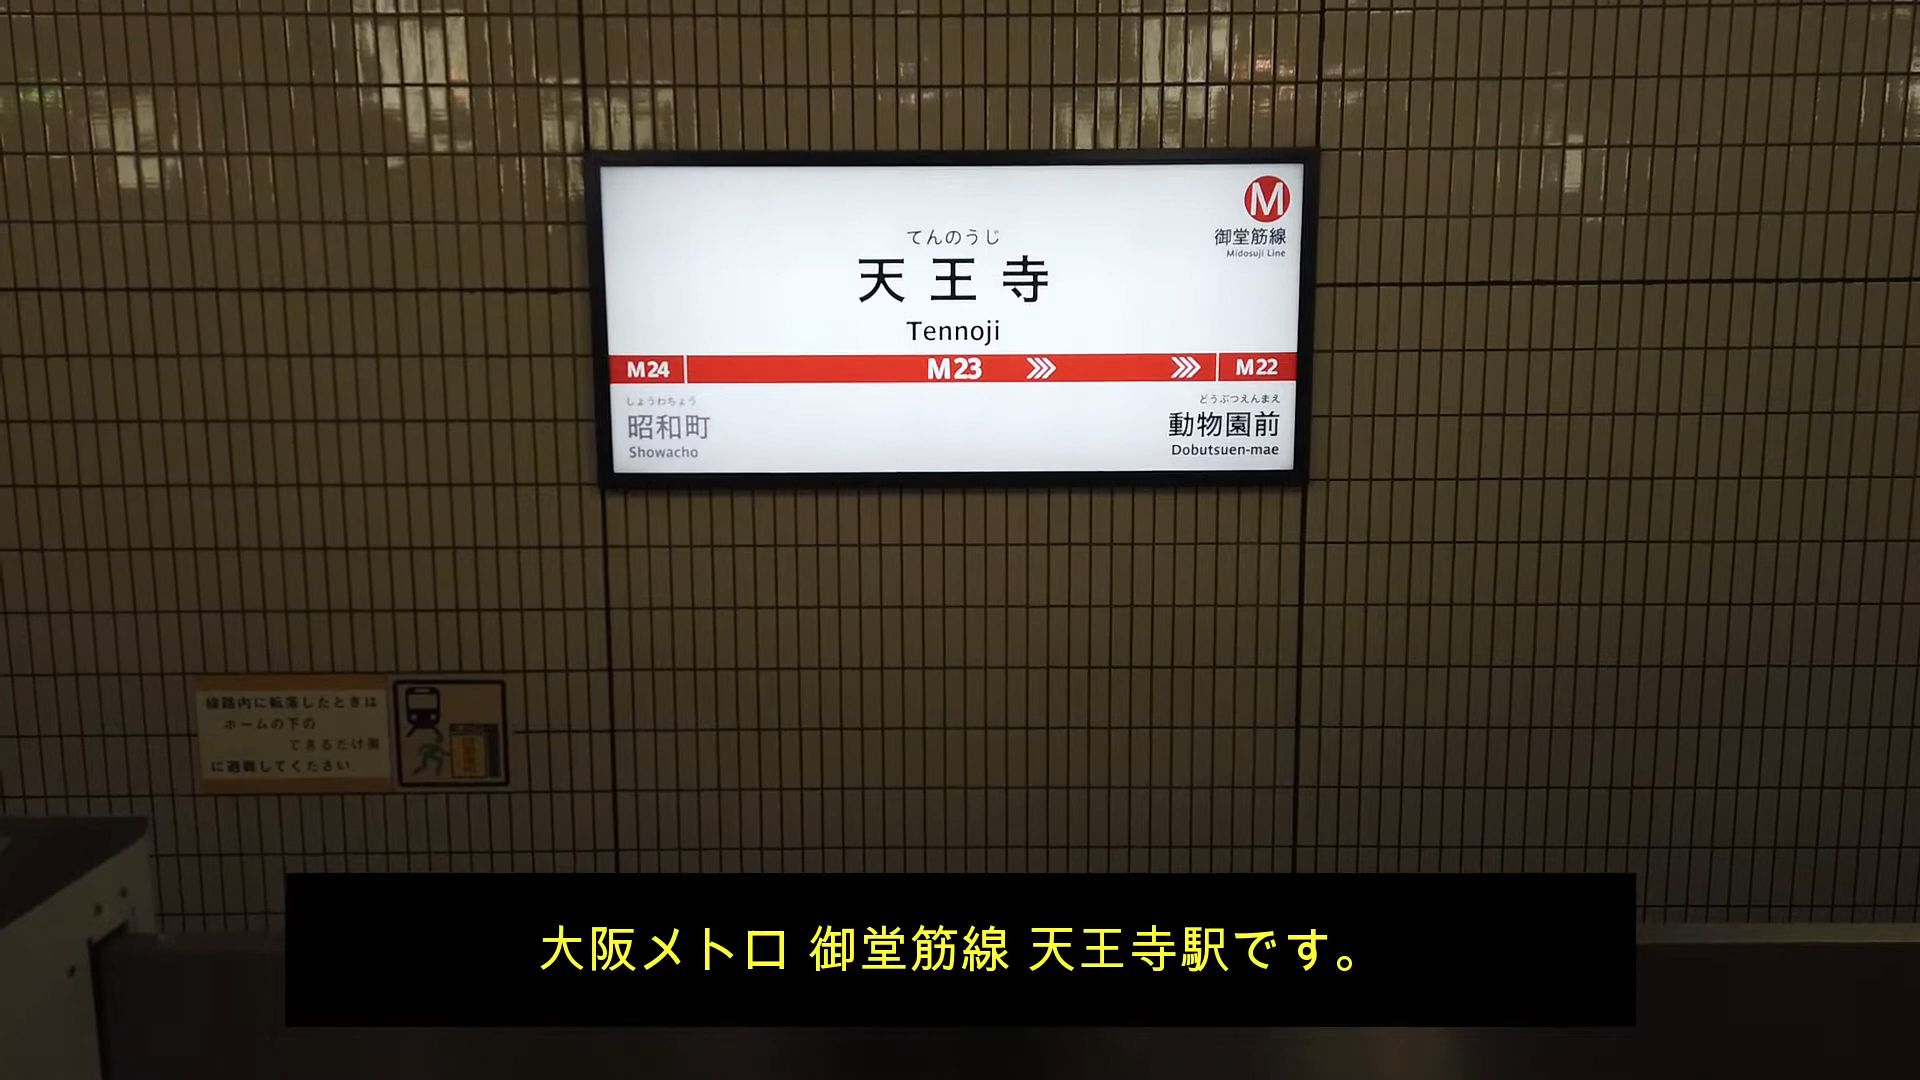 M
御堂筋線
Midosuji Line
てんのうじ
天王寺
Tennoji
M24
M23
M22
しょうわちょう
昭和町
Showacho
どうぶつえんまえ
動物園前
Dobutsuen-mae
線路内に転落したときは
ホームの下の
できるだけ側
に避難してください
大阪メトロ 御堂筋線 天王寺駅です。